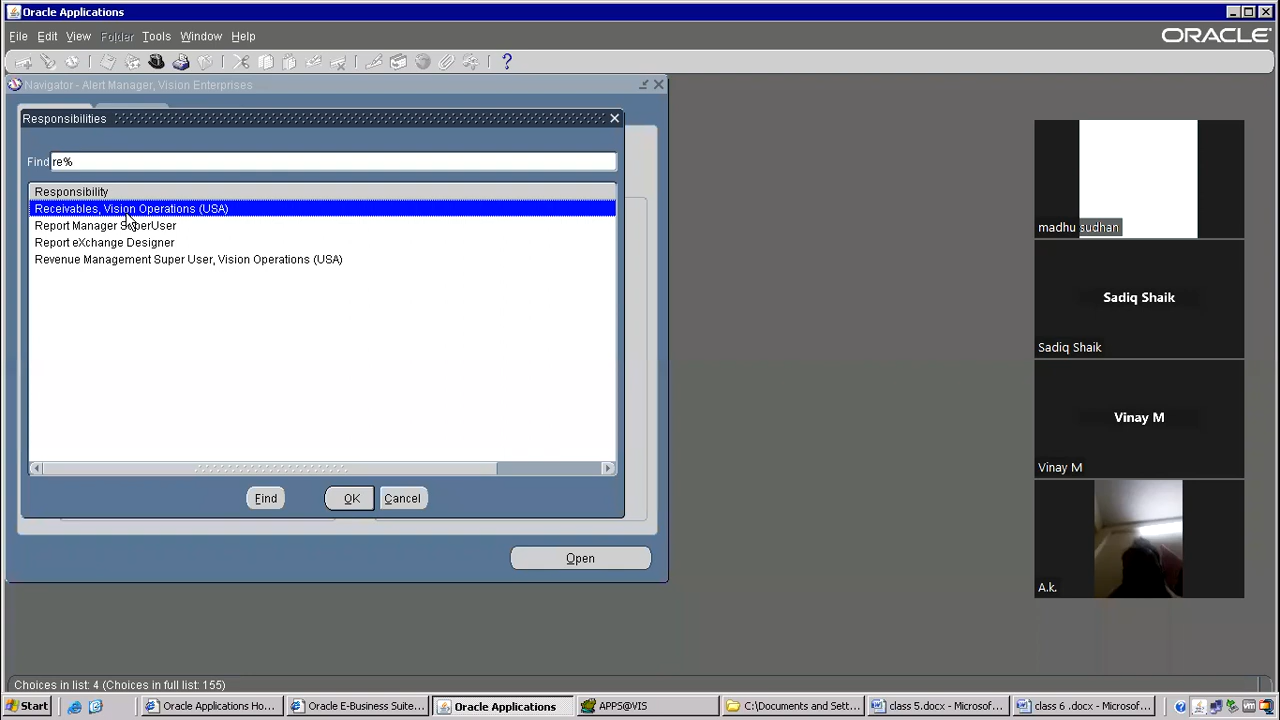 Oracle Applications
File Edit View Folder Tools Window Help
ORACLE
Navigator - Alert Manager, Vision Enterprises
Responsibilities
Find re%
Responsibility
Receivables, Vision Operations (USA)
Report Manager SuperUser
Report eXchange Designer
Revenue Management Super User, Vision Operations (USA)
Find OK Cancel
Open
madhu sudhan
Sadiq Shaik
Sadiq Shaik
Vinay M
Vinay M
A.k.
Choices in list: 4 (Choices in full list: 155)
Start Oracle Applications Ho... Oracle E-Business Suite... Oracle Applications APPS@VIS C:\Documents and Sett... class 5.docx - Microsof... class 6 .docx - Microsof...